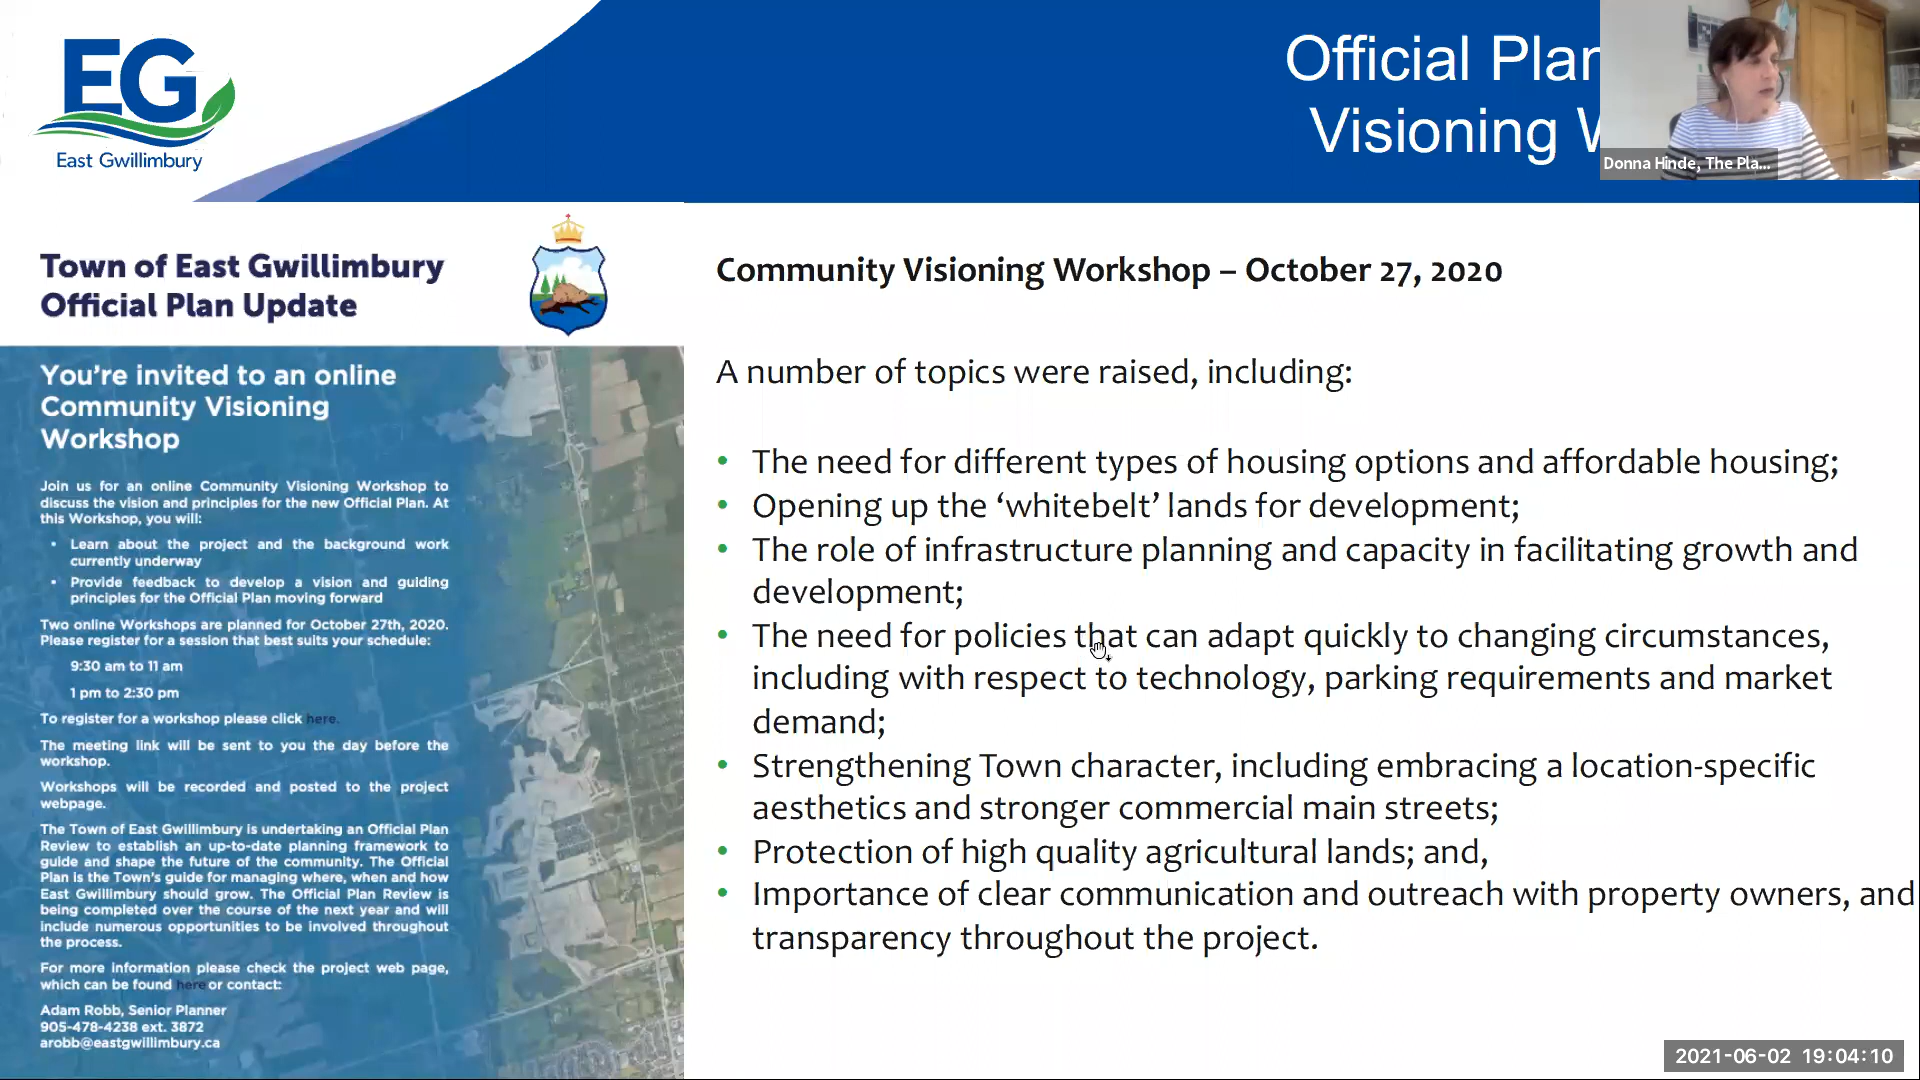 EG
East Gwillimbury
Official Plan
Visioning W
Donna Hinde, The Pla...
Town of East Gwillimbury
Official Plan Update
You're invited to an online
Community Visioning
Workshop
Join us for an online Community Visioning Workshop to
discuss the vision and principles for the new Official Plan. At
this Workshop, you will:
• Learn about the project and the background work
currently underway
• Provide feedback to develop a vision and guiding
principles for the Official Plan moving forward
Two online Workshops are planned for October 27th, 2020.
Please register for a session that best suits your schedule:
9:30 am to 11 am
1 pm to 2:30 pm
To register for a workshop please click here.
The meeting link will be sent to you the day before the
workshop.
Workshops will be recorded and posted to the project
webpage.
The Town of East Gwillimbury is undertaking an Official Plan
Review to establish an up-to-date planning framework to
guide and shape the future of the community. The Official
Plan is the Town's guide for managing where, when and how
East Gwillimbury should grow. The Official Plan Review is
being completed over the course of the next year and will
include numerous opportunities to be involved throughout
the process.
For more information please check the project web page,
which can be found here or contact:
Adam Robb, Senior Planner
905-478-4238 ext. 3872
arobb@eastgwillimbury.ca
Community Visioning Workshop – October 27, 2020
A number of topics were raised, including:
• The need for different types of housing options and affordable housing;
• Opening up the ‘whitebelt’ lands for development;
• The role of infrastructure planning and capacity in facilitating growth and
development;
• The need for policies that can adapt quickly to changing circumstances,
including with respect to technology, parking requirements and market
demand;
• Strengthening Town character, including embracing a location-specific
aesthetics and stronger commercial main streets;
• Protection of high quality agricultural lands; and,
• Importance of clear communication and outreach with property owners, and
transparency throughout the project.
2021-06-02 19:04:10